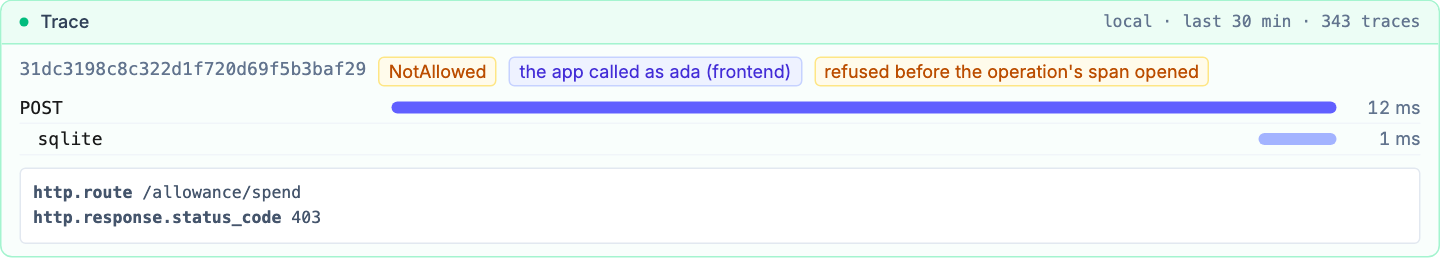 Trace local · last 30 min · 343 traces
31dc3198c8c322d1f720d69f5b3baf29 NotAllowed the app called as ada (frontend) refused before the operation's span opened
POST 12 ms
sqlite 1 ms
http.route /allowance/spend
http.response.status_code 403